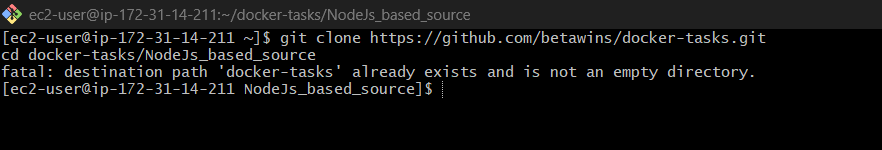 ec2-user@ip-172-31-14-211:~/docker-tasks/NodeJs_based_source
[ec2-user@ip-172-31-14-211 ~]$ git clone https://github.com/betawins/docker-tasks.git
cd docker-tasks/NodeJs_based_source
fatal: destination path 'docker-tasks' already exists and is not an empty directory.
[ec2-user@ip-172-31-14-211 NodeJs_based_source]$